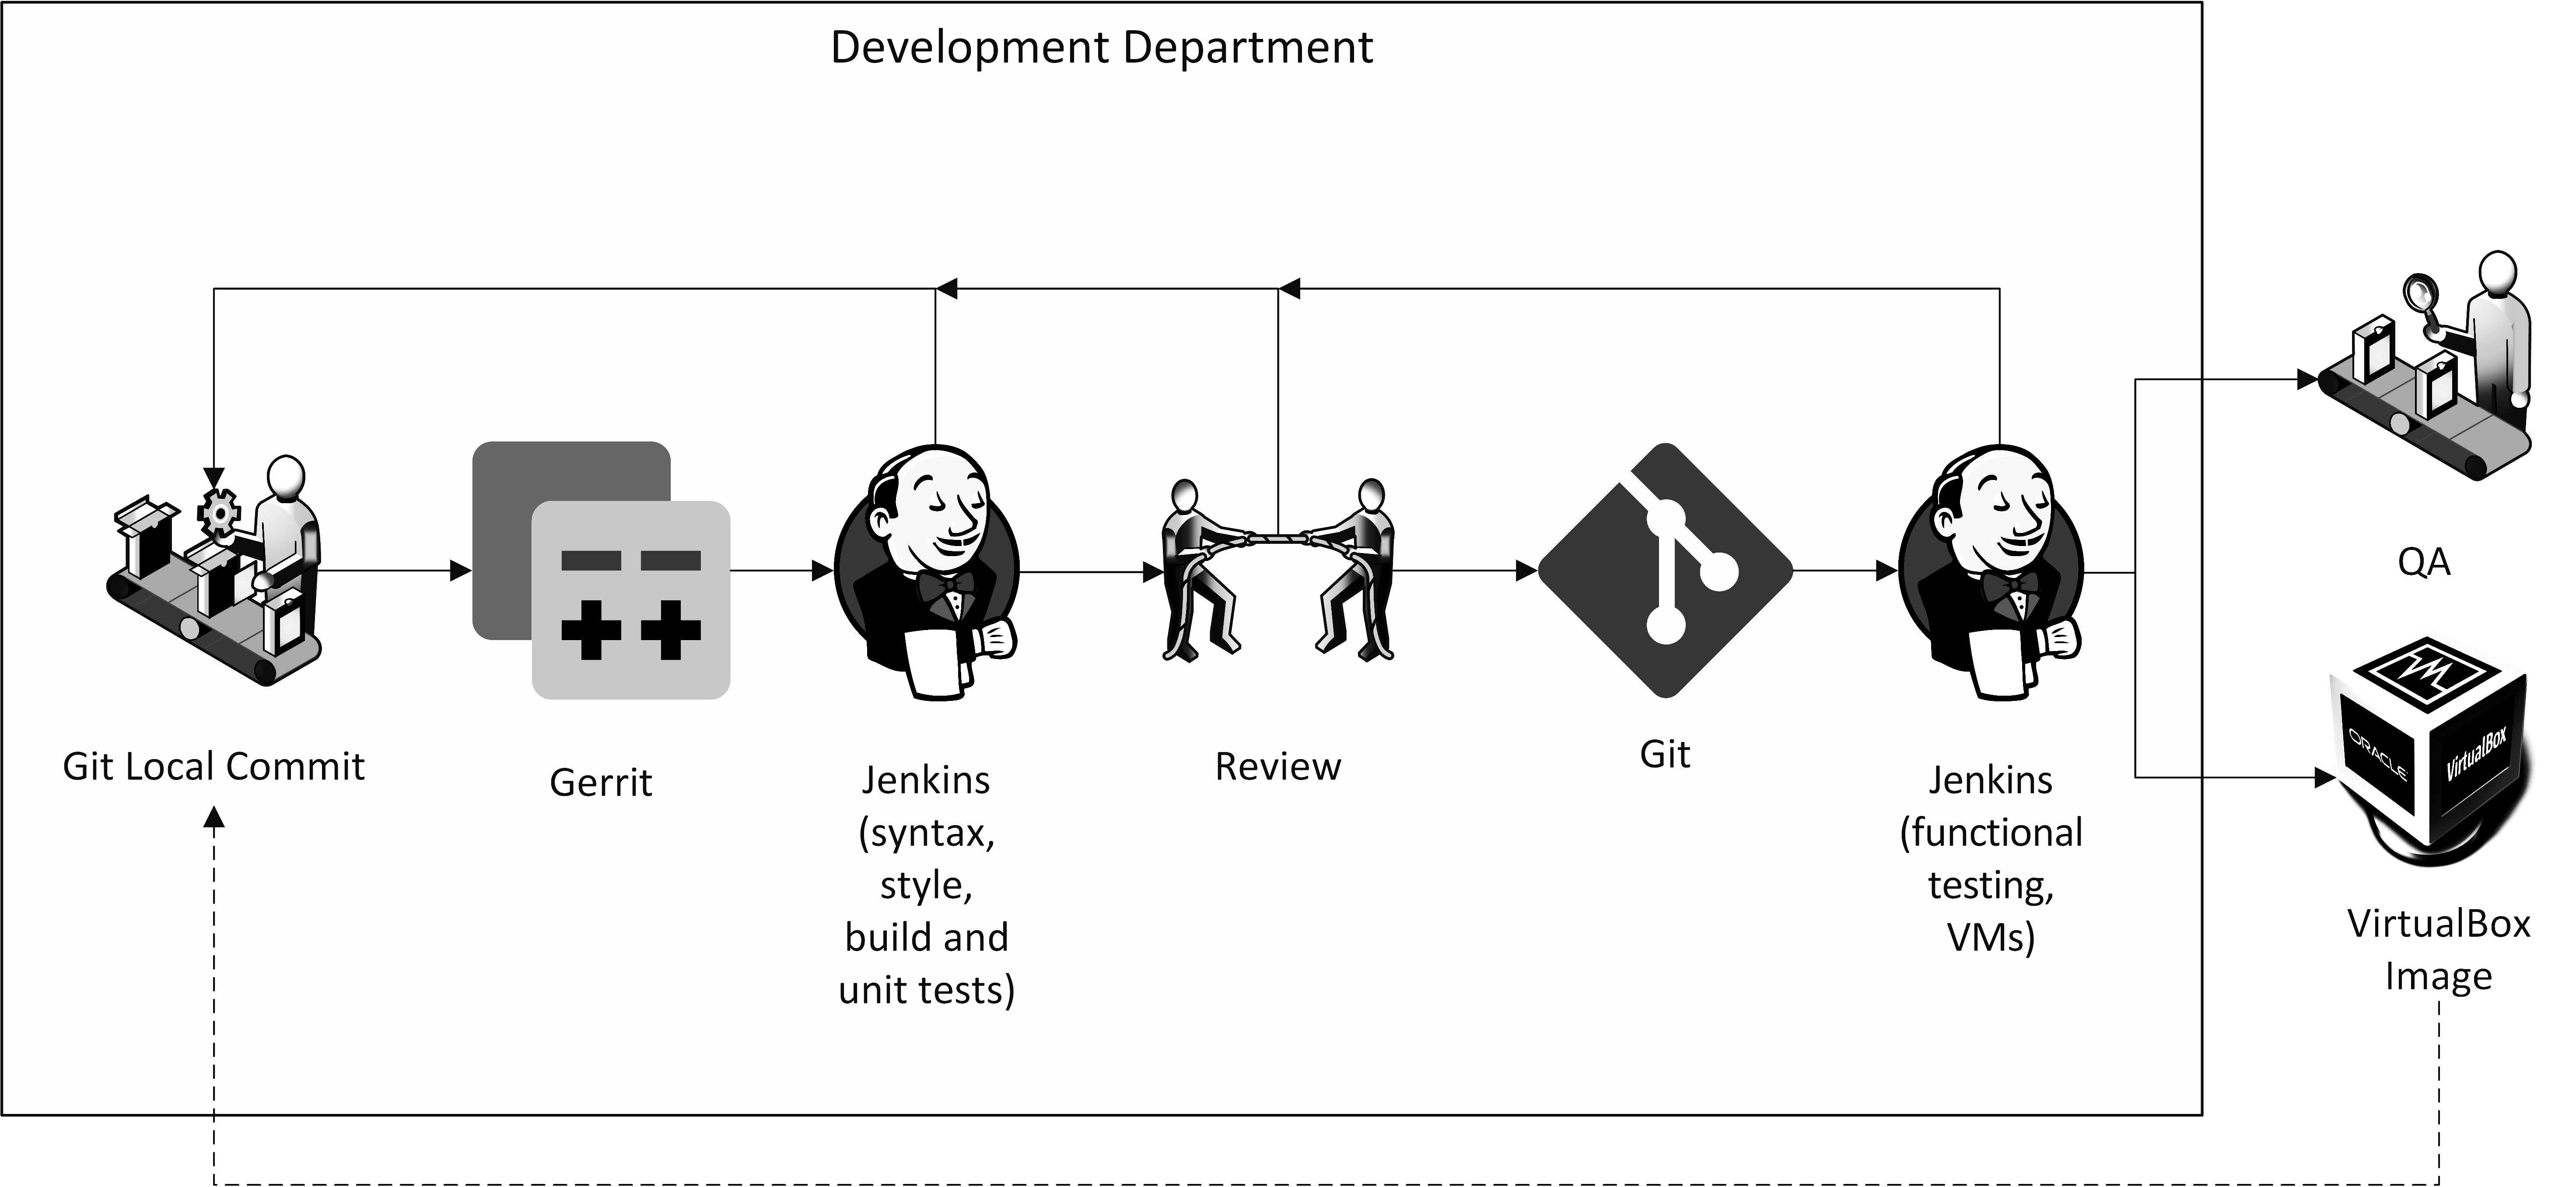 Development Department
Git Local Commit
Gerrit
Jenkins
(syntax,
style,
build and
unit tests)
Review
Git
Jenkins
(functional
testing,
VMs)
QA
ORACLE
VirtualBox
VirtualBox
Image